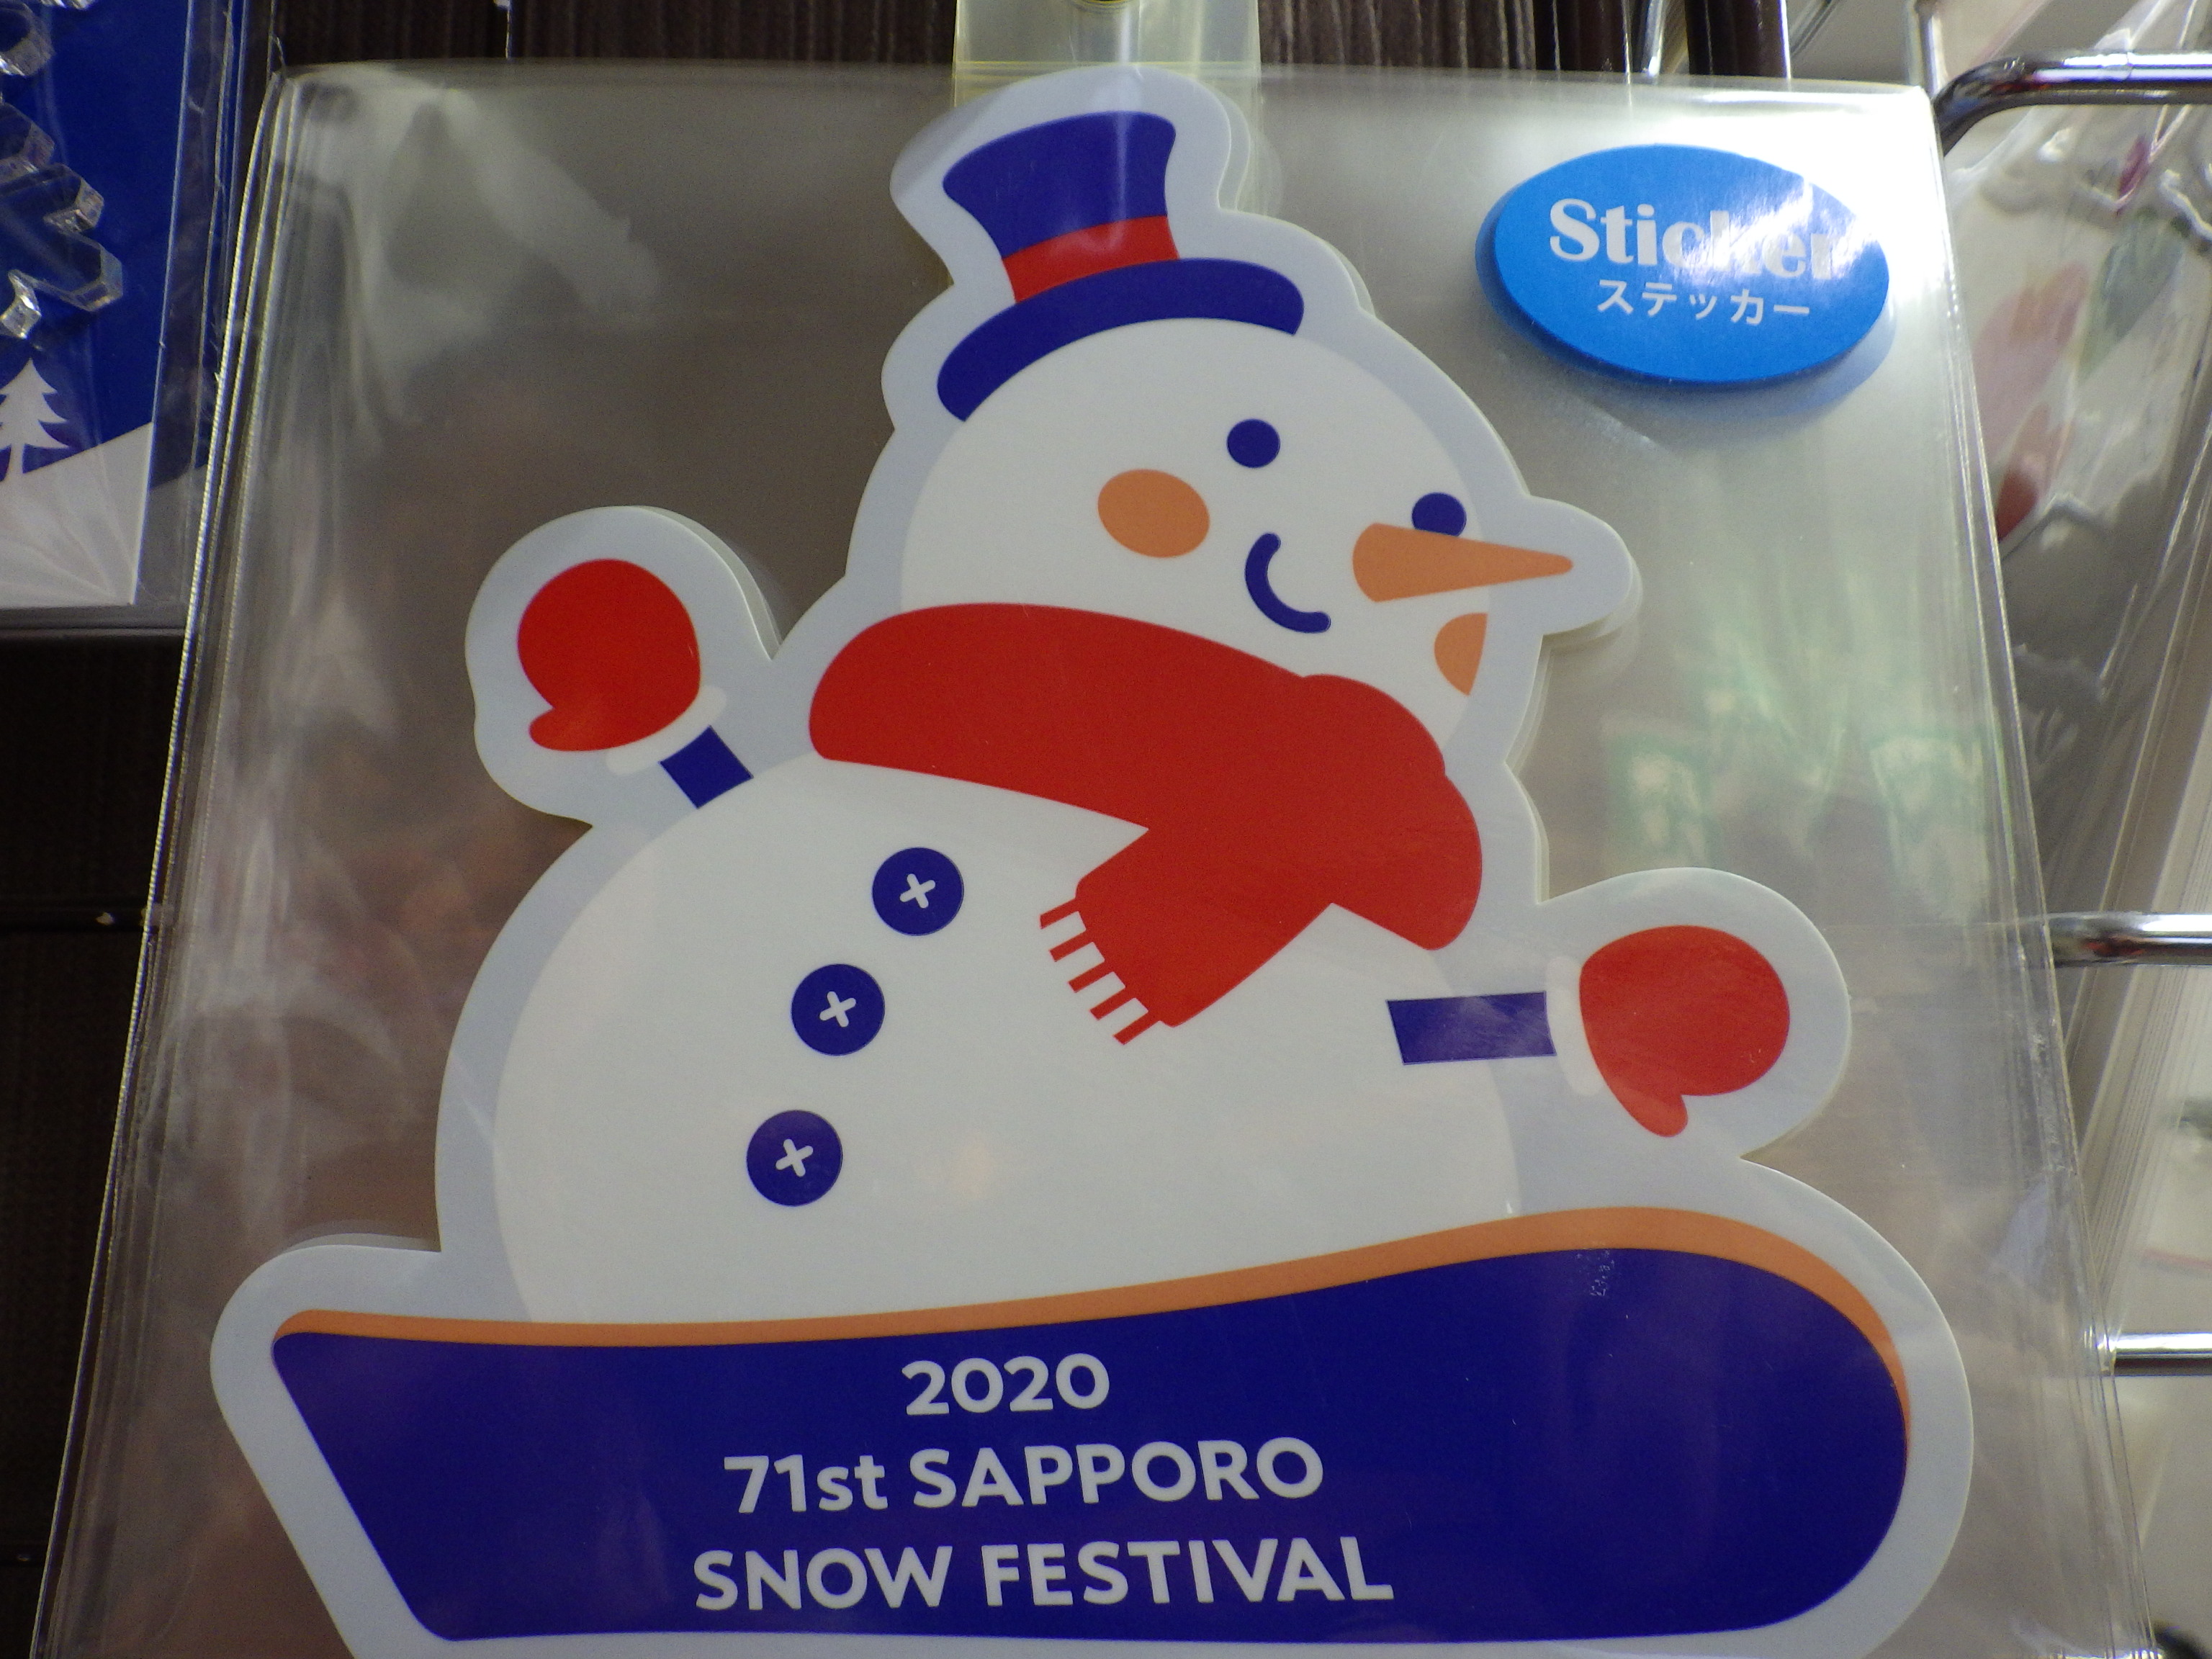 Sticker
ステッカー
2020
71st SAPPORO
SNOW FESTIVAL